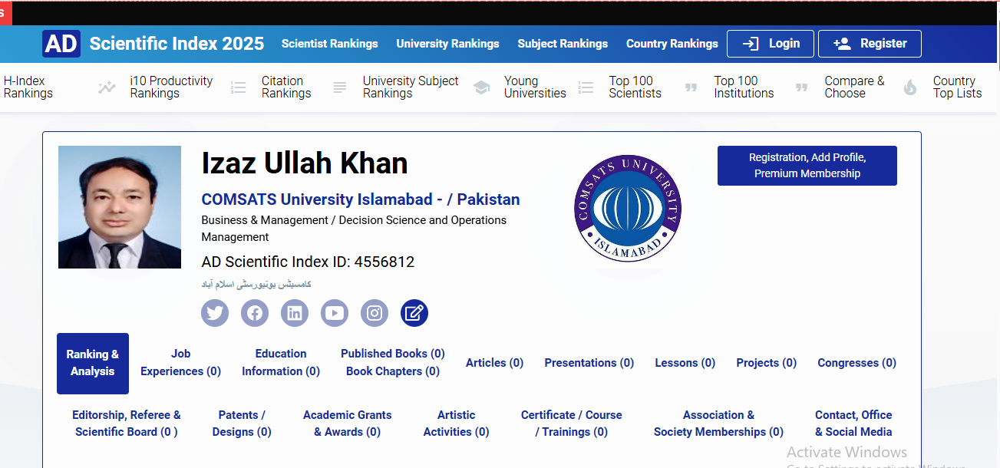 S
AD Scientific Index 2025 Scientist Rankings University Rankings Subject Rankings Country Rankings Login Register
H-Index Rankings
i10 Productivity Rankings
Citation Rankings
University Subject Rankings
Young Universities
Top 100 Scientists
Top 100 Institutions
Compare & Choose
Country Top Lists
Izaz Ullah Khan
COMSATS University Islamabad - / Pakistan
Business & Management / Decision Science and Operations
Management
AD Scientific Index ID: 4556812
کامسیٹس یونیورسٹی اسلام آباد
COMSATS UNIVERSITY
ISLAMABAD
Registration, Add Profile,
Premium Membership
Ranking &
Analysis
Job
Experiences (0)
Education
Information (0)
Published Books (0)
Book Chapters (0)
Articles (0)
Presentations (0)
Lessons (0)
Projects (0)
Congresses (0)
Editorship, Referee &
Scientific Board (0 )
Patents /
Designs (0)
Academic Grants
& Awards (0)
Artistic
Activities (0)
Certificate / Course
/ Trainings (0)
Association &
Society Memberships (0)
Contact, Office
& Social Media
Activate Windows
Go to Settings to activate Windows.